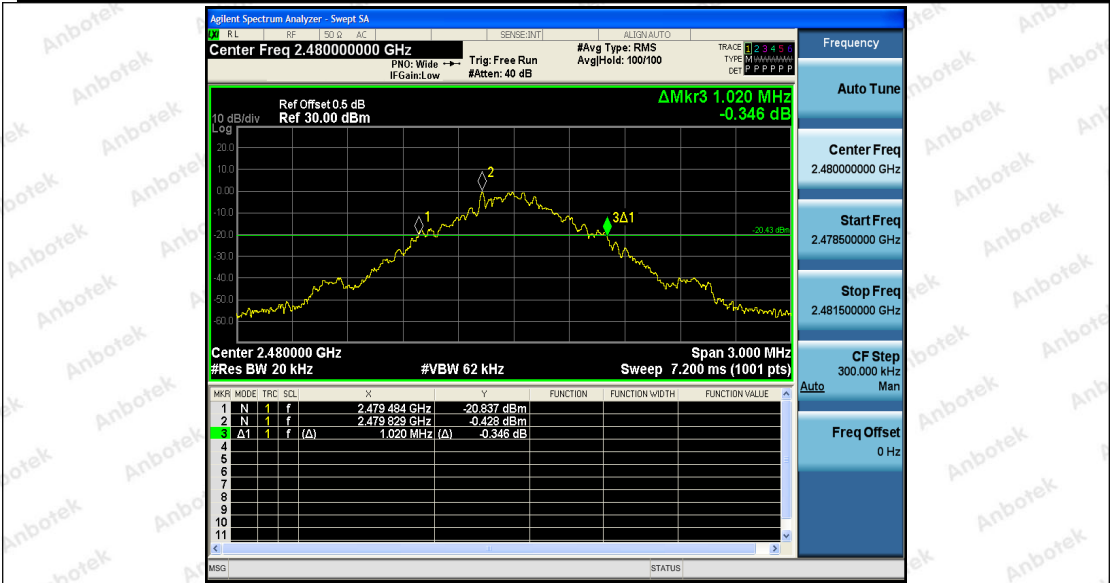 Agilent Spectrum Analyzer - Swept SA
RL RF 50 Ω AC SENSE:INT ALIGNAUTO
Center Freq 2.480000000 GHz
PNO: Wide
IFGain:Low
Trig: Free Run
#Atten: 40 dB
#Avg Type: RMS
Avg|Hold: 100/100
TRACE 1 2 3 4 5 6
TYPE M
DET P P P P P P
Frequency
Auto Tune
Center Freq
2.480000000 GHz
Start Freq
2.478500000 GHz
Stop Freq
2.481500000 GHz
CF Step
300.000 kHz
Auto Man
Freq Offset
0 Hz
ΔMkr3 1.020 MHz
-0.346 dB
Ref Offset 0.5 dB
10 dB/div Ref 30.00 dBm
Log
20.0
10.0
0.00
-10.0
-20.0
-30.0
-40.0
-50.0
-60.0
1
2
3Δ1
-20.43 dBm
Center 2.480000 GHz Span 3.000 MHz
#Res BW 20 kHz #VBW 62 kHz Sweep 7.200 ms (1001 pts)
MKR MODE TRC SCL X Y FUNCTION FUNCTION WIDTH FUNCTION VALUE
1 N 1 f 2.479 484 GHz -20.837 dBm
2 N 1 f 2.479 829 GHz -0.428 dBm
3 Δ1 1 f (Δ) 1.020 MHz (Δ) -0.346 dB
4
5
6
7
8
9
10
11
MSG STATUS
Anbotek